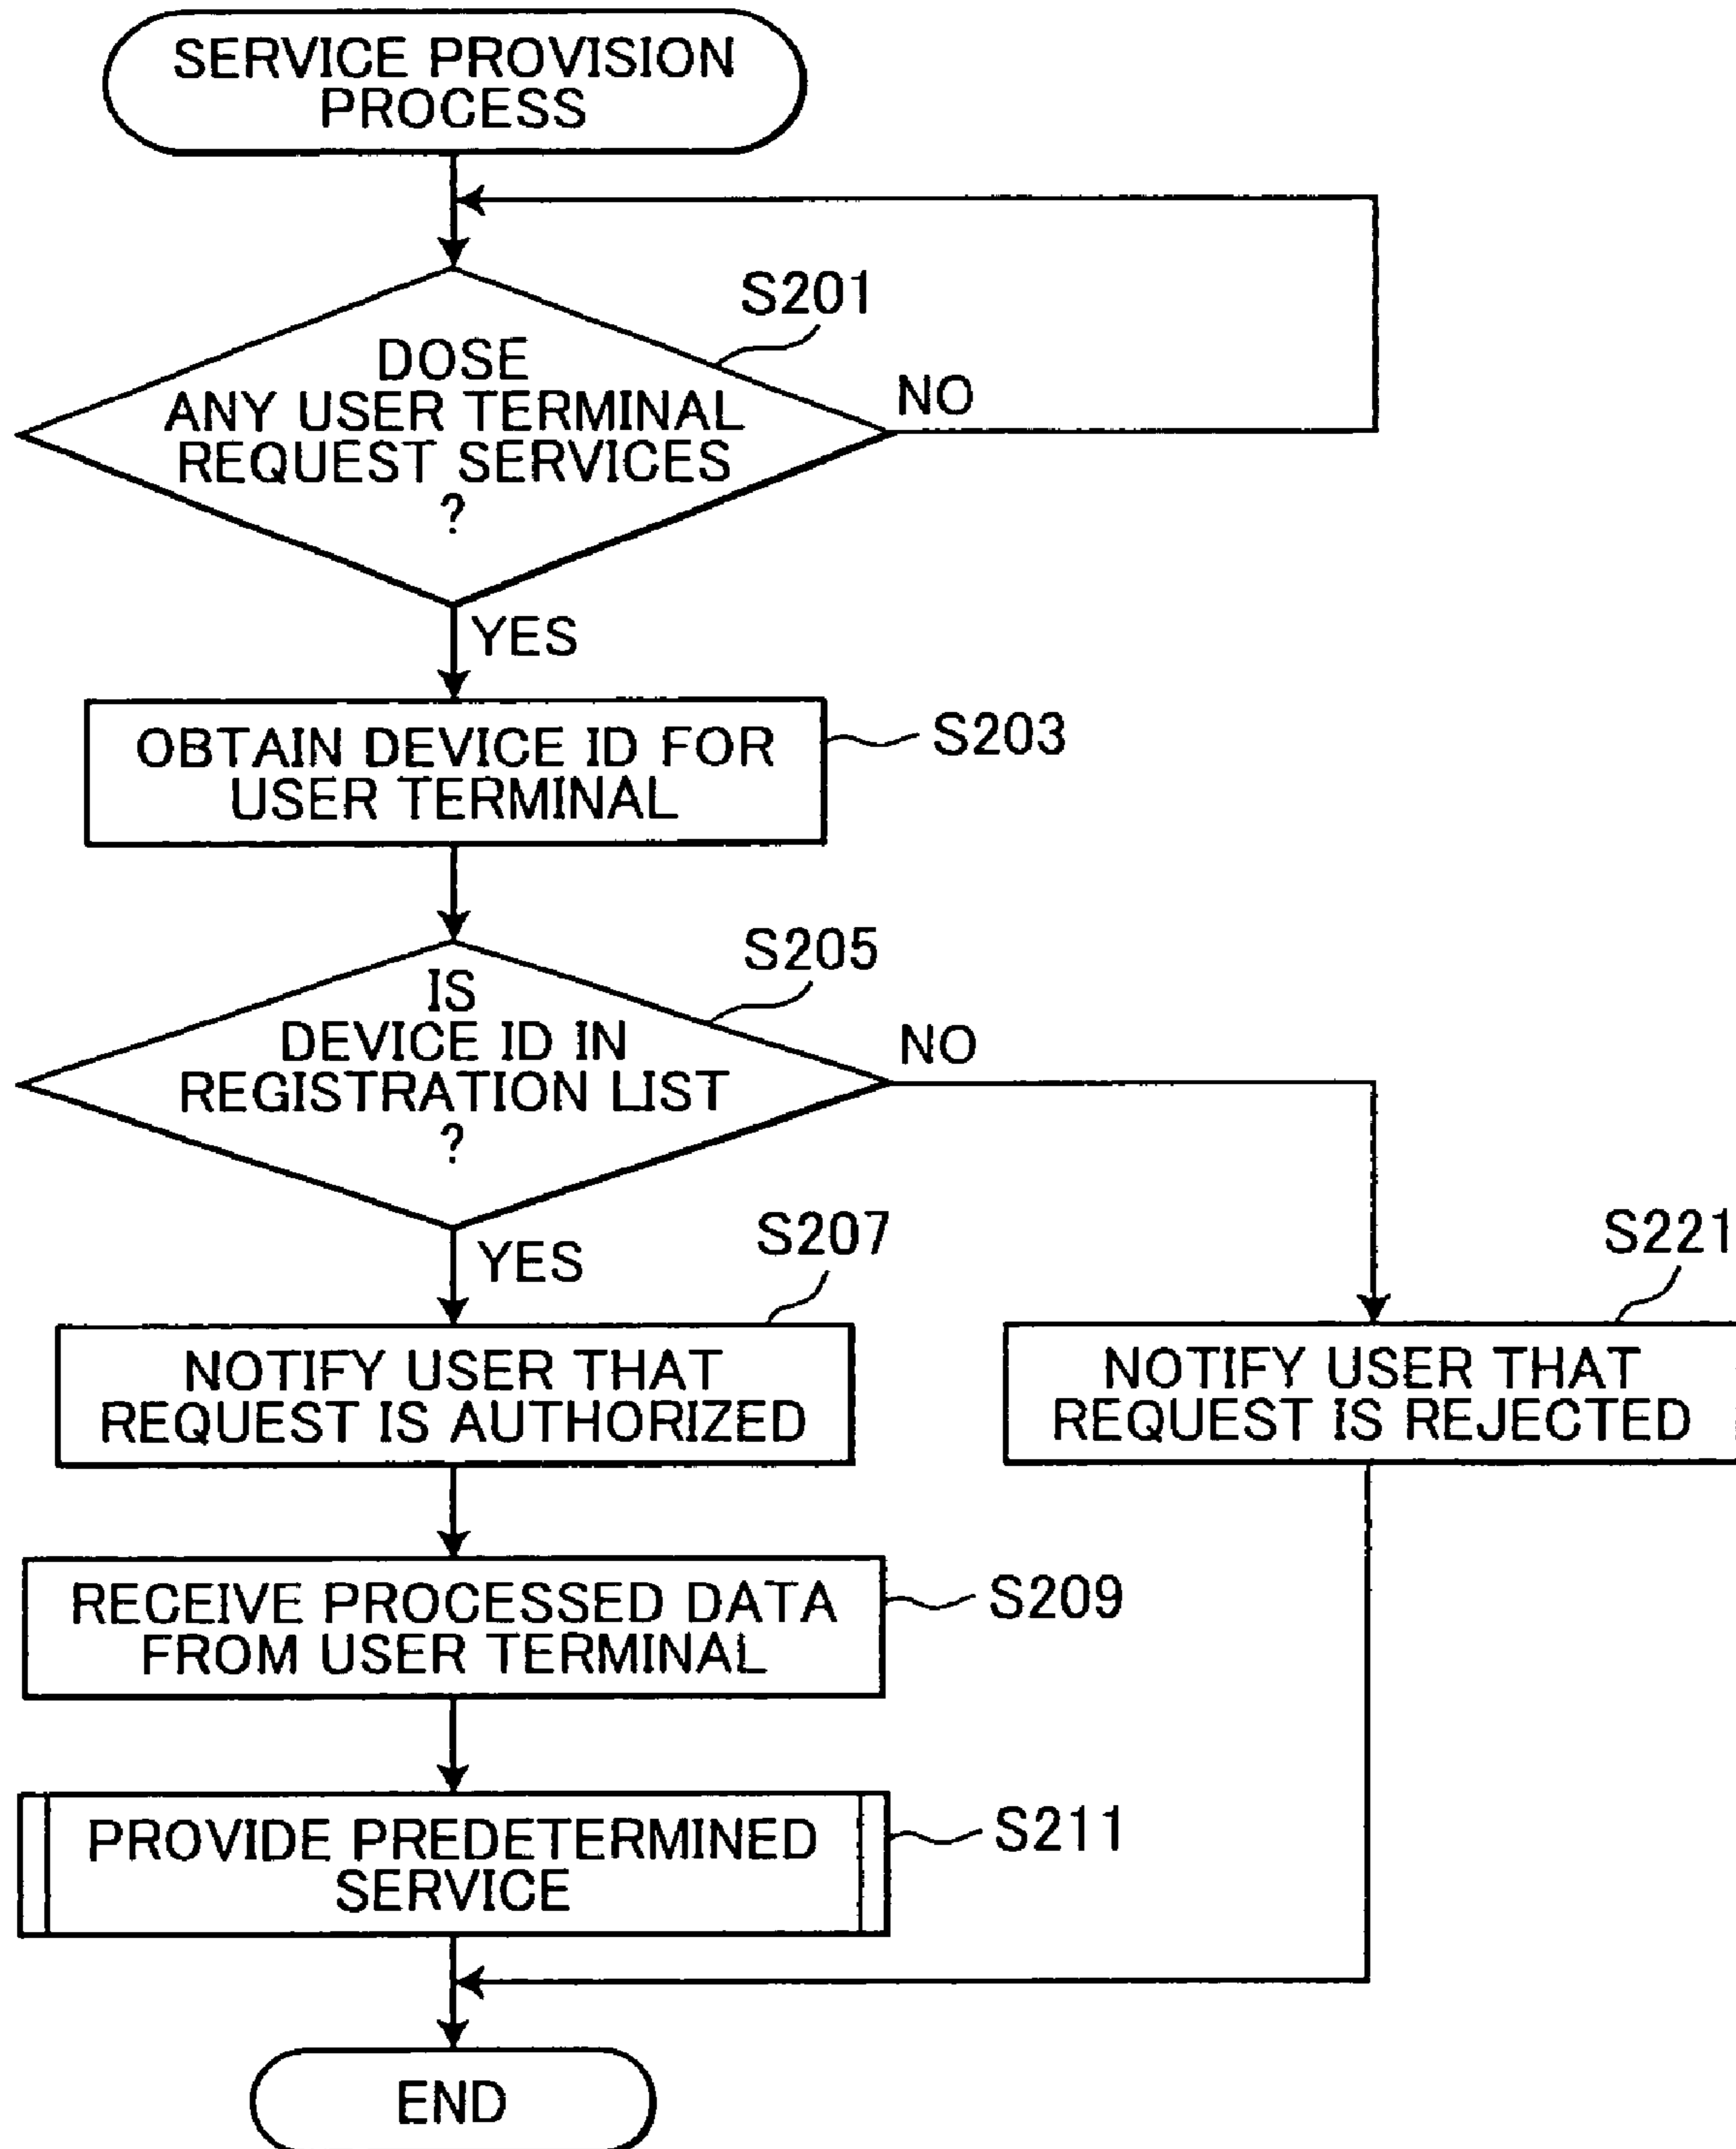 SERVICE PROVISION
PROCESS
S201
DOSE
ANY USER TERMINAL
REQUEST SERVICES
?
NO
YES
OBTAIN DEVICE ID FOR
USER TERMINAL
S203
S205
IS
DEVICE ID IN
REGISTRATION LIST
?
NO
YES
S207
S221
NOTIFY USER THAT
REQUEST IS AUTHORIZED
NOTIFY USER THAT
REQUEST IS REJECTED
RECEIVE PROCESSED DATA
FROM USER TERMINAL
S209
PROVIDE PREDETERMINED
SERVICE
S211
END